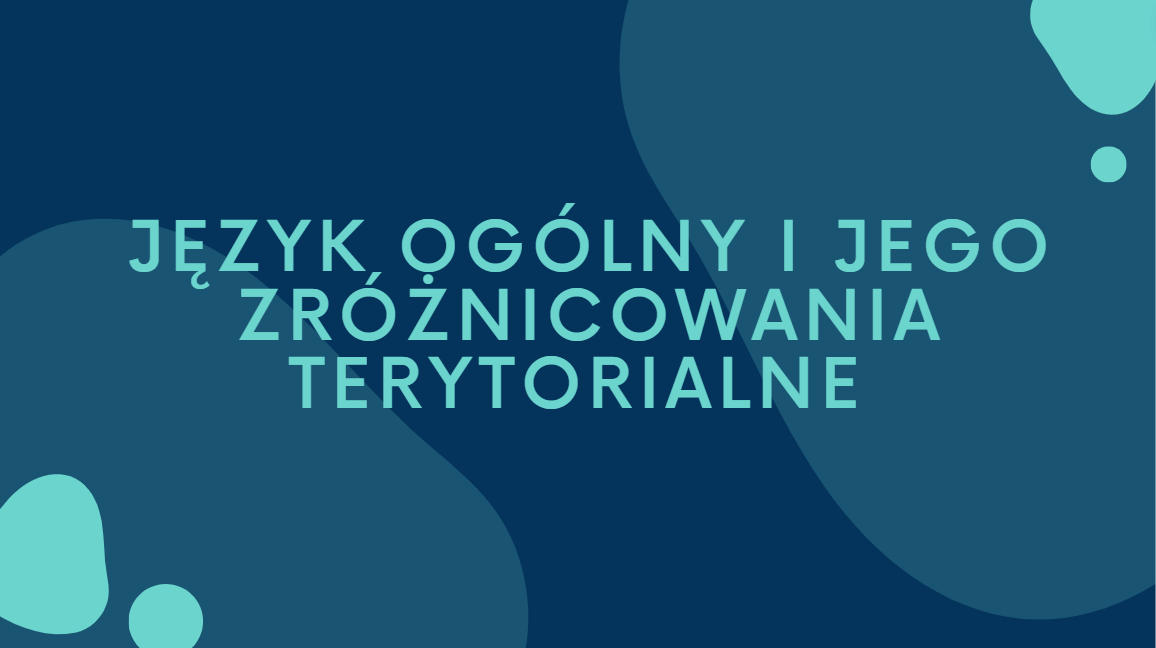 JĘZYK OGÓLNY I JEGO
ZRÓŻNICOWANIA
TERYTORIALNE